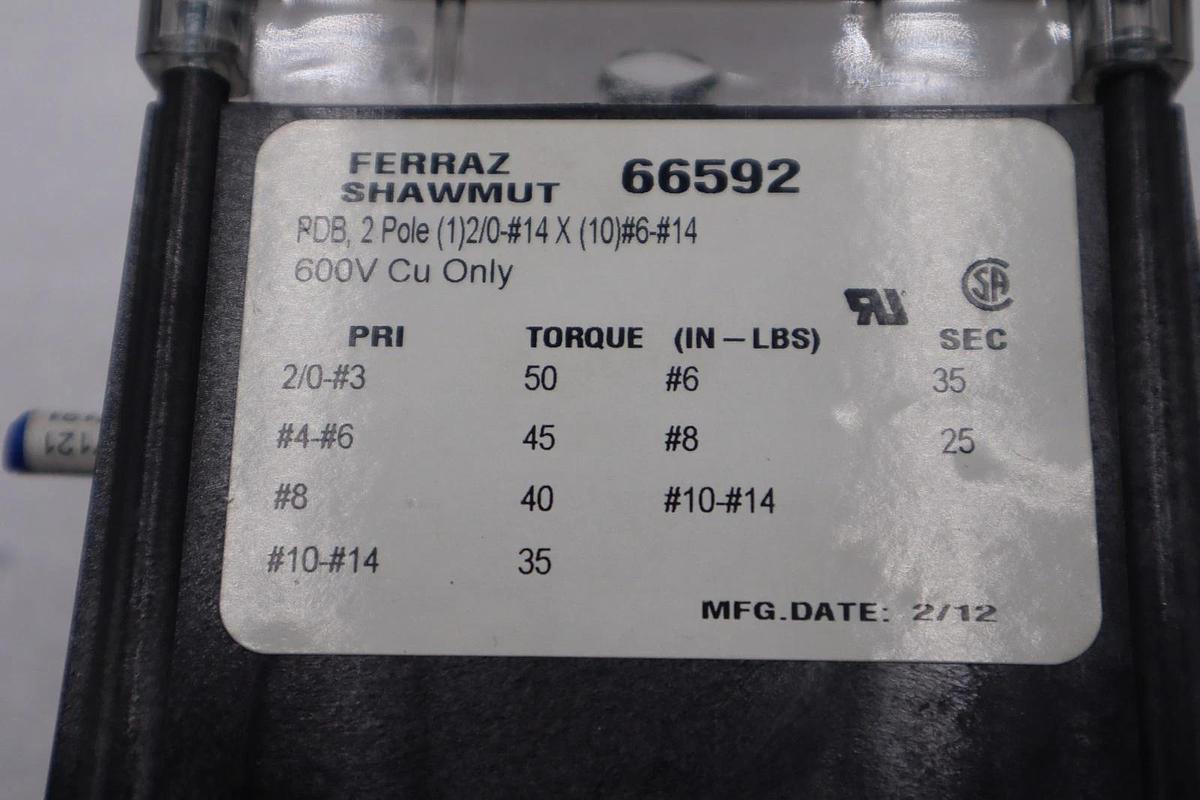 FERRAZ
SHAWMUT 66592
PDB, 2 Pole (1)2/0-#14 X (10)#6-#14
600V Cu Only
PRI TORQUE (IN-LBS) SEC
2/0-#3 50 #6 35
#4-#6 45 #8 25
#8 40 #10-#14
#10-#14 35
MFG.DATE: 2/12